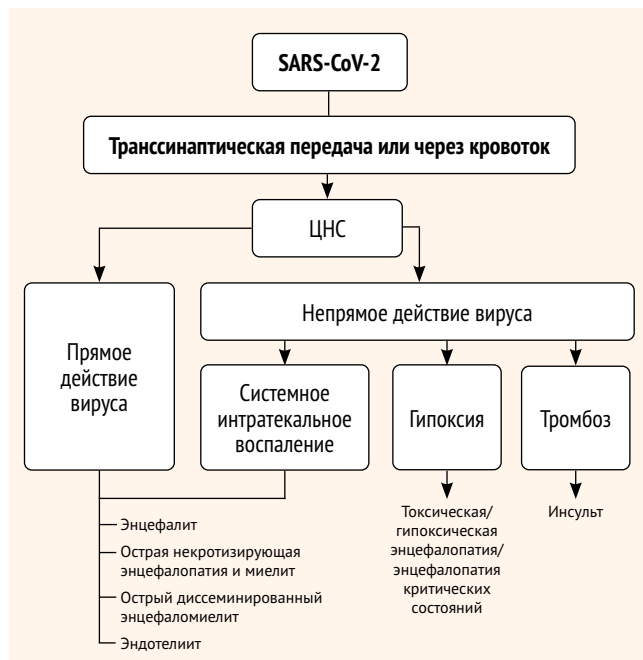 SARS-CoV-2
Транссинаптическая передача или через кровоток
ЦНС
Прямое
действие
вируса
Непрямое действие вируса
Системное
интратекальное
воспаление
Гипоксия
Тромбоз
Энцефалит
Острая некротизирующая
энцефалопатия и миелит
Острый диссеминированный
энцефаломиелит
Эндотелиит
Токсическая/
гипоксическая
энцефалопатия/
энцефалопатия
критических
состояний
Инсульт